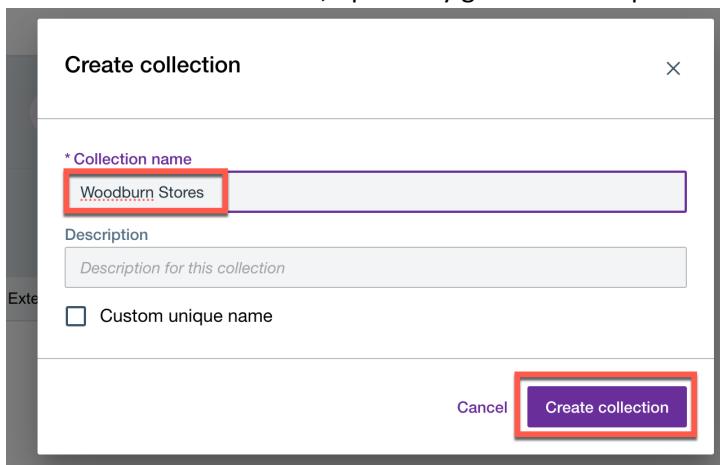 Create collection
* Collection name
Woodburn Stores
Description
Description for this collection
Exte
Custom unique name
Cancel Create collection